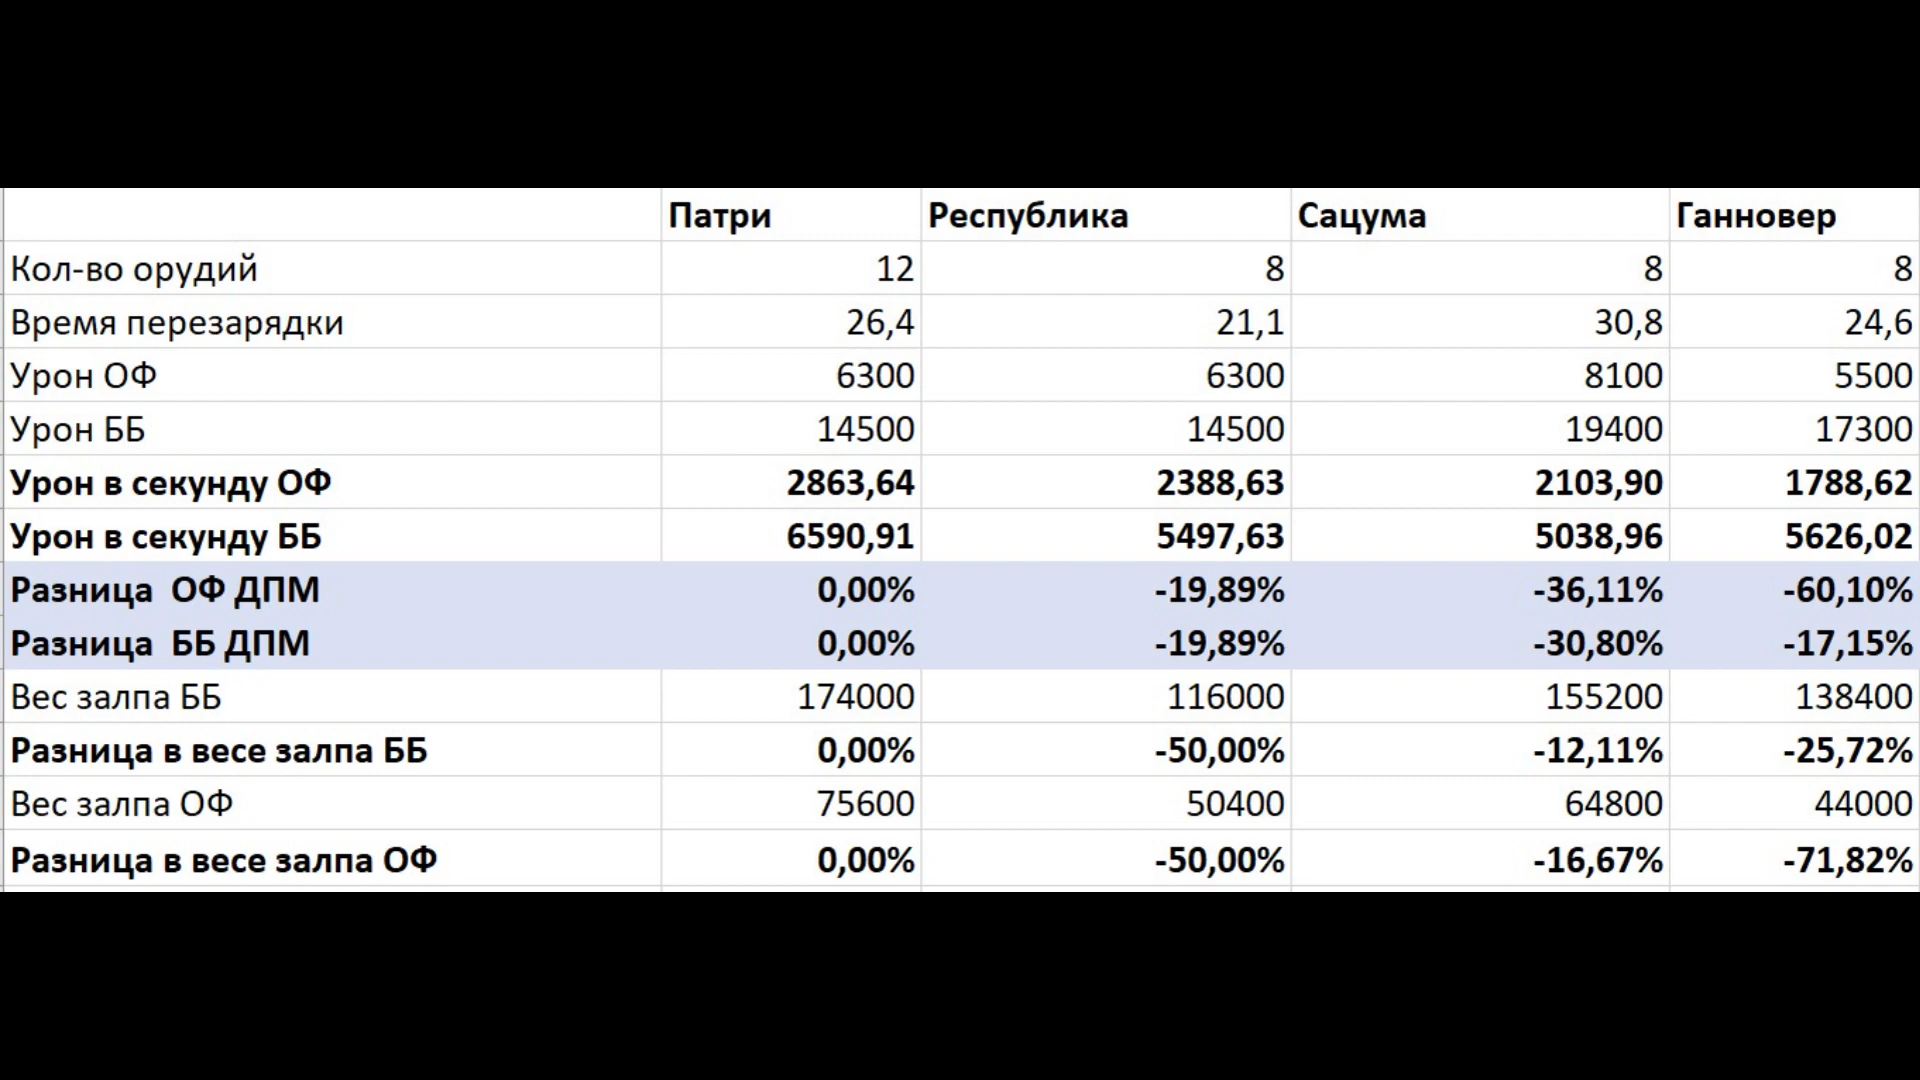 Патри Республика Сацума Ганновер
Кол-во орудий 12 8 8 8
Время перезарядки 26,4 21,1 30,8 24,6
Урон ОФ 6300 6300 8100 5500
Урон ББ 14500 14500 19400 17300
Урон в секунду ОФ 2863,64 2388,63 2103,90 1788,62
Урон в секунду ББ 6590,91 5497,63 5038,96 5626,02
Разница ОФ ДПМ 0,00% -19,89% -36,11% -60,10%
Разница ББ ДПМ 0,00% -19,89% -30,80% -17,15%
Вес залпа ББ 174000 116000 155200 138400
Разница в весе залпа ББ 0,00% -50,00% -12,11% -25,72%
Вес залпа ОФ 75600 50400 64800 44000
Разница в весе залпа ОФ 0,00% -50,00% -16,67% -71,82%